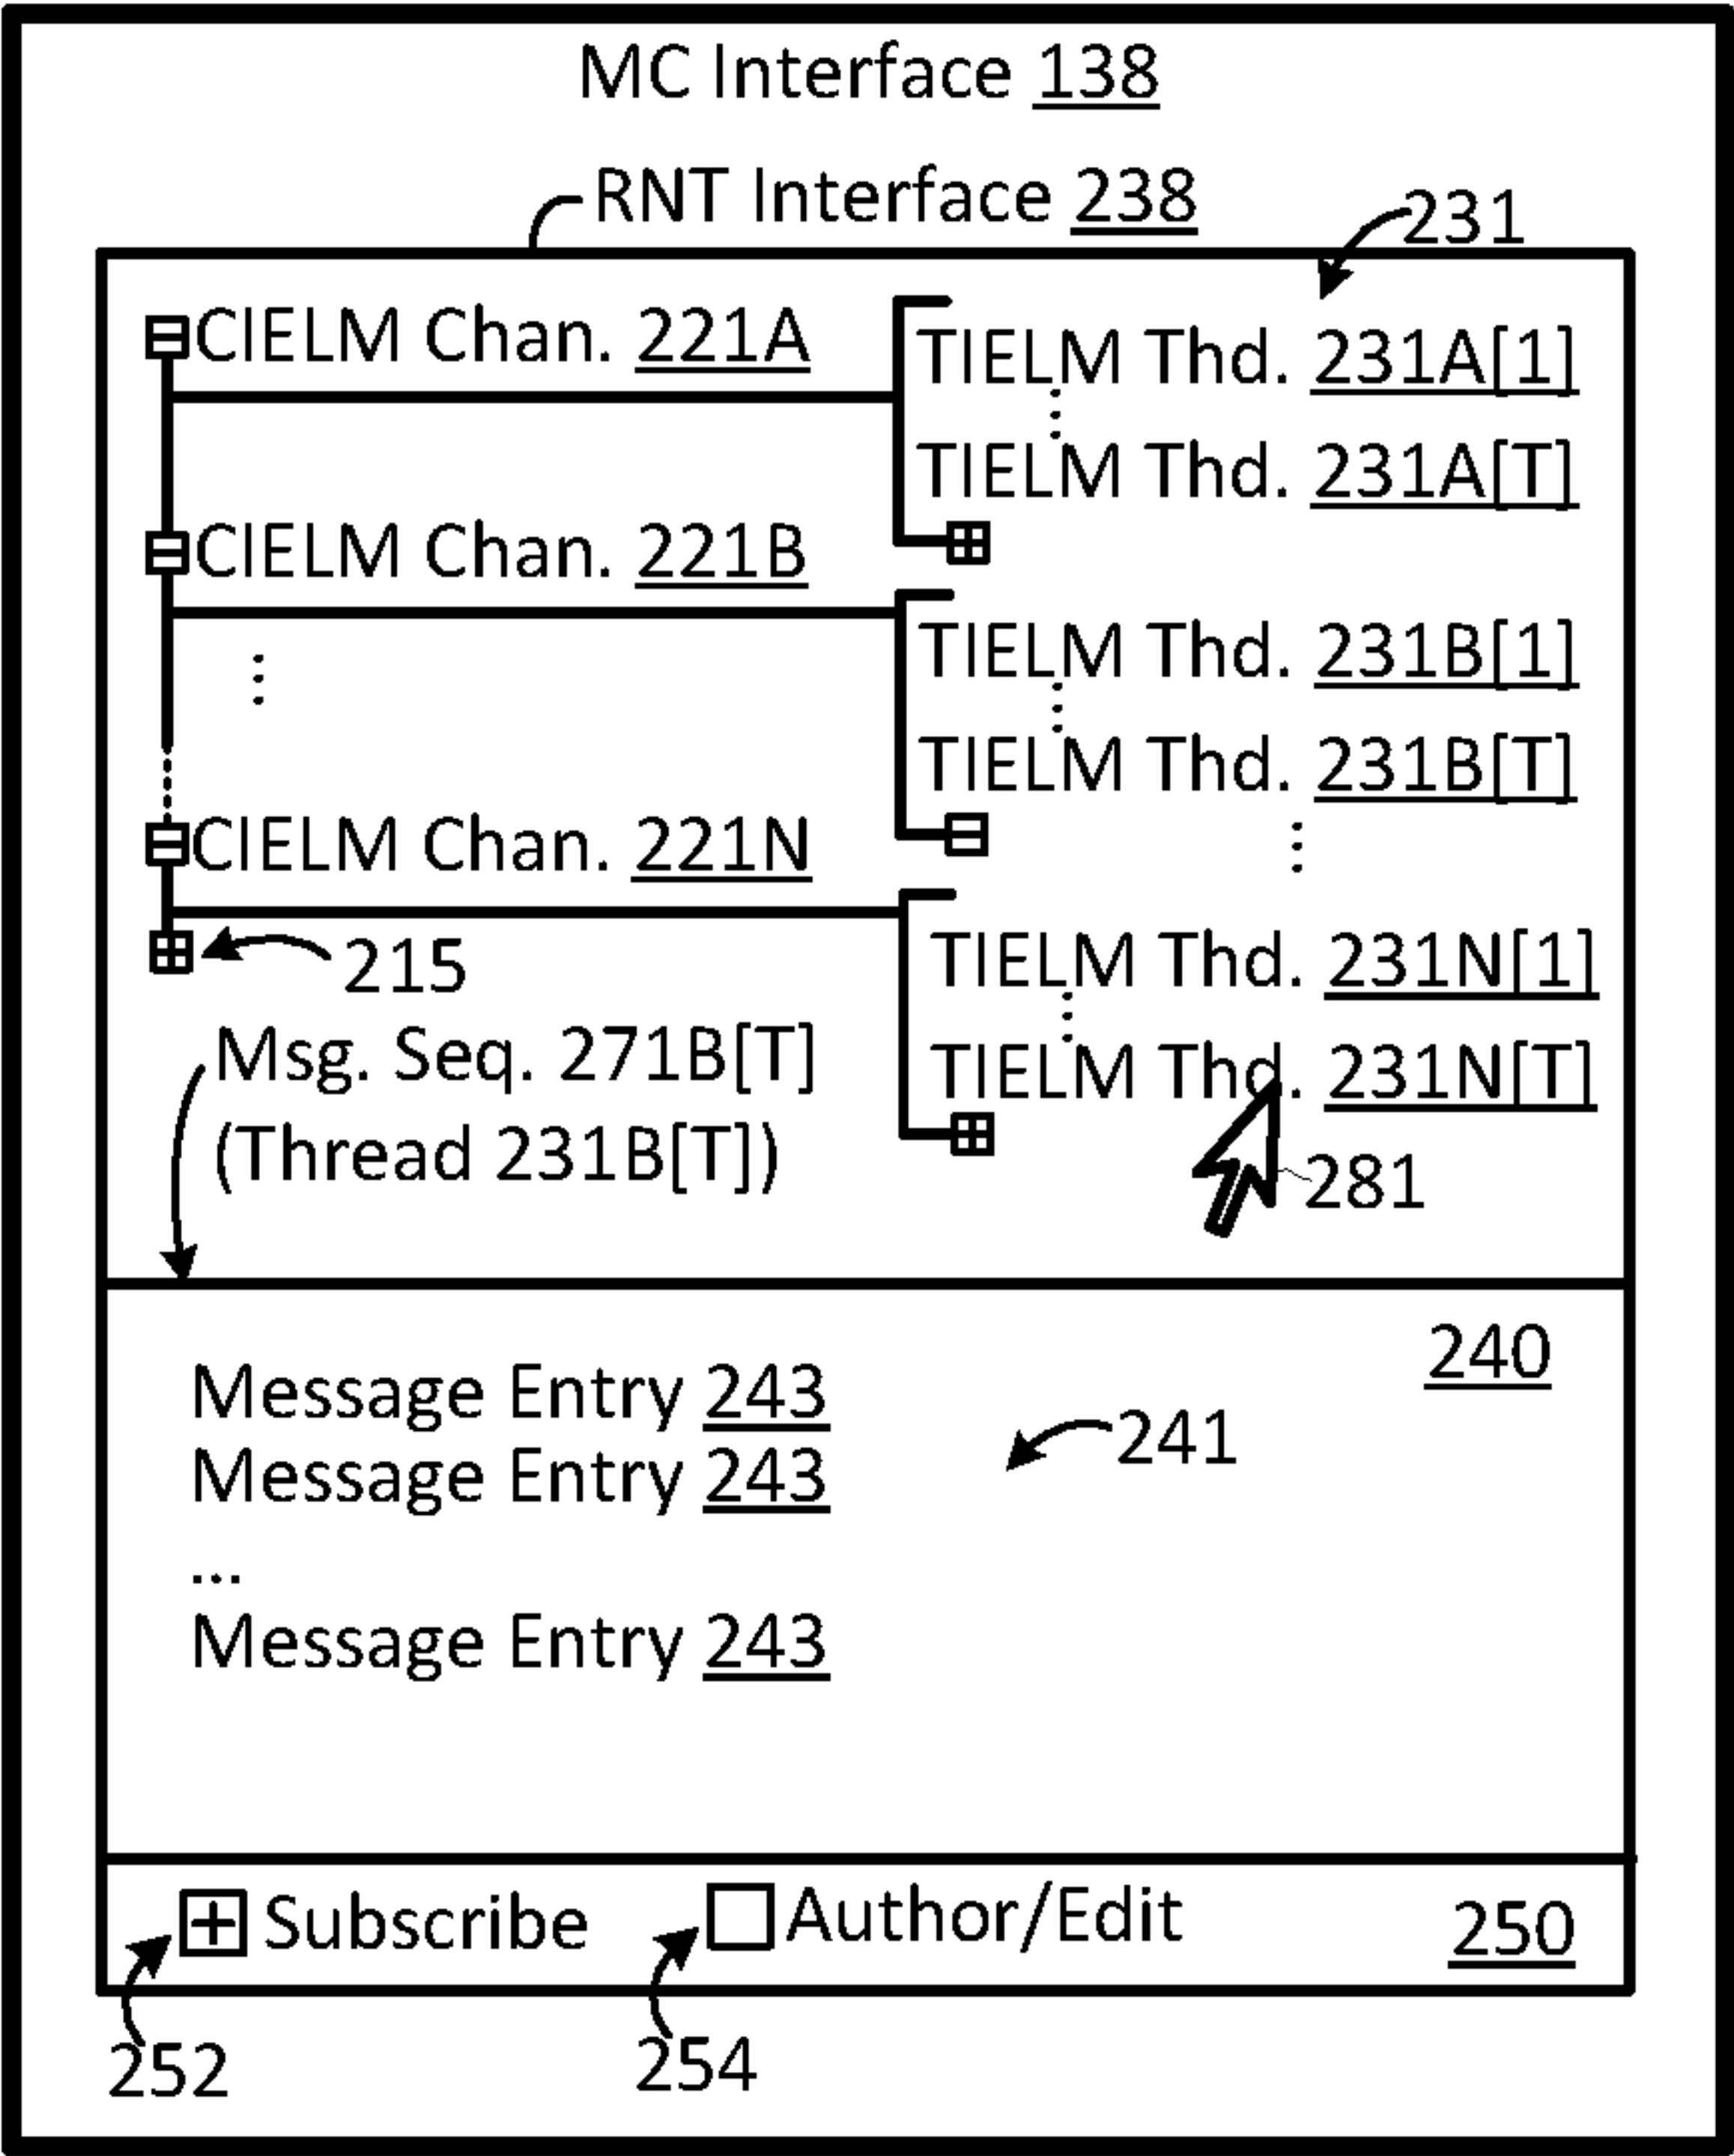 MC Interface 138
RNT Interface 238
231
CIELM Chan. 221A
TIELM Thd. 231A[1]
TIELM Thd. 231A[T]
CIELM Chan. 221B
TIELM Thd. 231B[1]
TIELM Thd. 231B[T]
CIELM Chan. 221N
215
TIELM Thd. 231N[1]
Msg. Seq. 271B[T]
TIELM Thd. 231N[T]
(Thread 231B[T])
281
240
Message Entry 243
241
Message Entry 243
...
Message Entry 243
Subscribe
Author/Edit
250
252
254